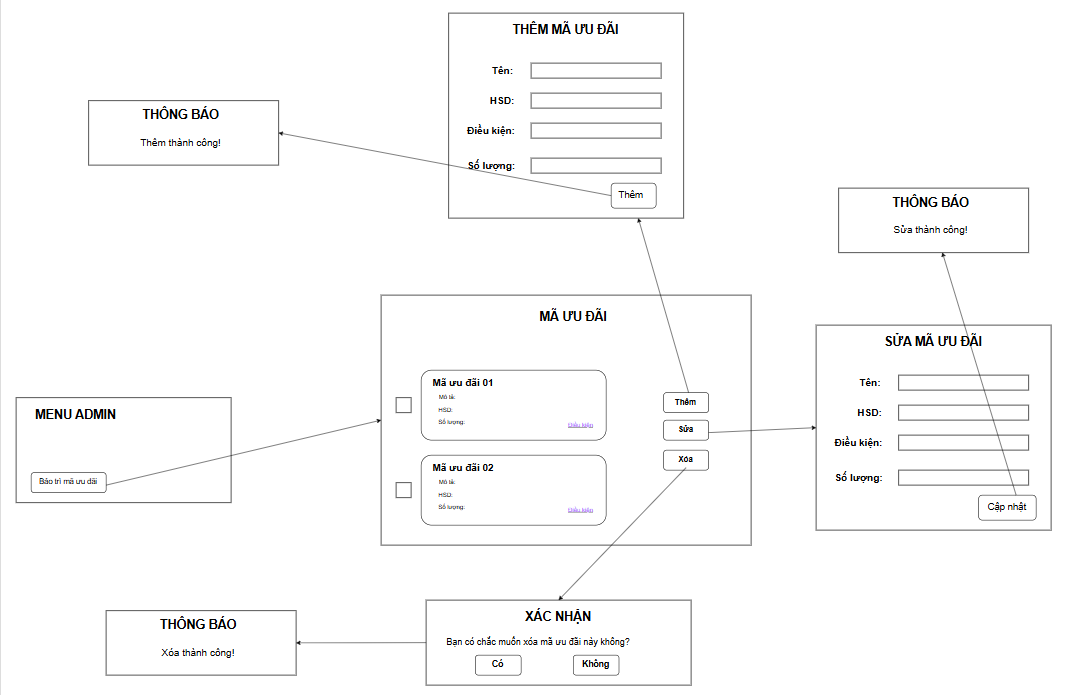 THÊM MÃ ƯU ĐÃI
Tên:
HSD:
Điều kiện:
Số lượng:
Thêm
THÔNG BÁO
Thêm thành công!
THÔNG BÁO
Sửa thành công!
MÃ ƯU ĐÃI
Mã ưu đãi 01
Mô tả:
HSD:
Số lượng:
Điều kiện
Mã ưu đãi 02
Mô tả:
HSD:
Số lượng:
Điều kiện
Thêm
Sửa
Xóa
SỬA MÃ ƯU ĐÃI
Tên:
HSD:
Điều kiện:
Số lượng:
Cập nhật
MENU ADMIN
Bảo trì mã ưu đãi
THÔNG BÁO
Xóa thành công!
XÁC NHẬN
Bạn có chắc muốn xóa mã ưu đãi này không?
Có
Không